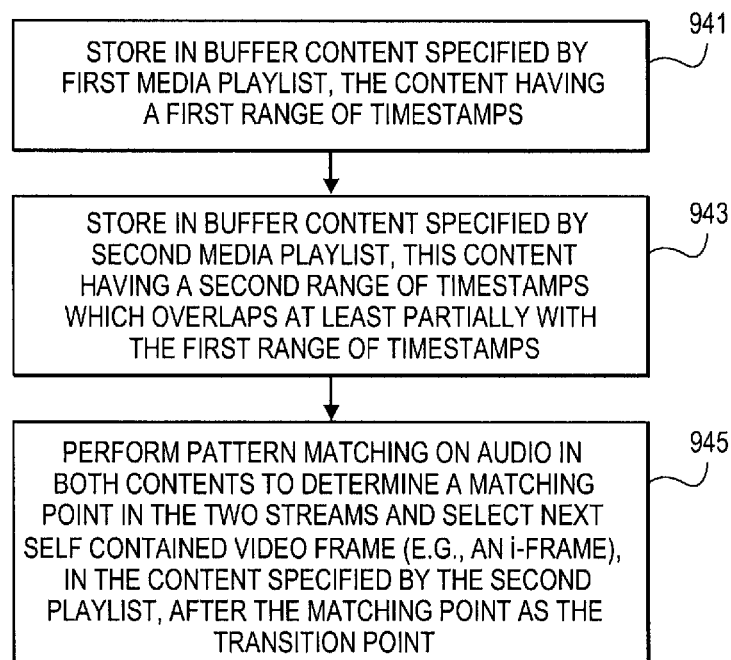 941
STORE IN BUFFER CONTENT SPECIFIED BY
FIRST MEDIA PLAYLIST, THE CONTENT HAVING
A FIRST RANGE OF TIMESTAMPS
943
STORE IN BUFFER CONTENT SPECIFIED BY
SECOND MEDIA PLAYLIST, THIS CONTENT
HAVING A SECOND RANGE OF TIMESTAMPS
WHICH OVERLAPS AT LEAST PARTIALLY WITH
THE FIRST RANGE OF TIMESTAMPS
945
PERFORM PATTERN MATCHING ON AUDIO IN
BOTH CONTENTS TO DETERMINE A MATCHING
POINT IN THE TWO STREAMS AND SELECT NEXT
SELF CONTAINED VIDEO FRAME (E.G., AN i-FRAME),
IN THE CONTENT SPECIFIED BY THE SECOND
PLAYLIST, AFTER THE MATCHING POINT AS THE
TRANSITION POINT